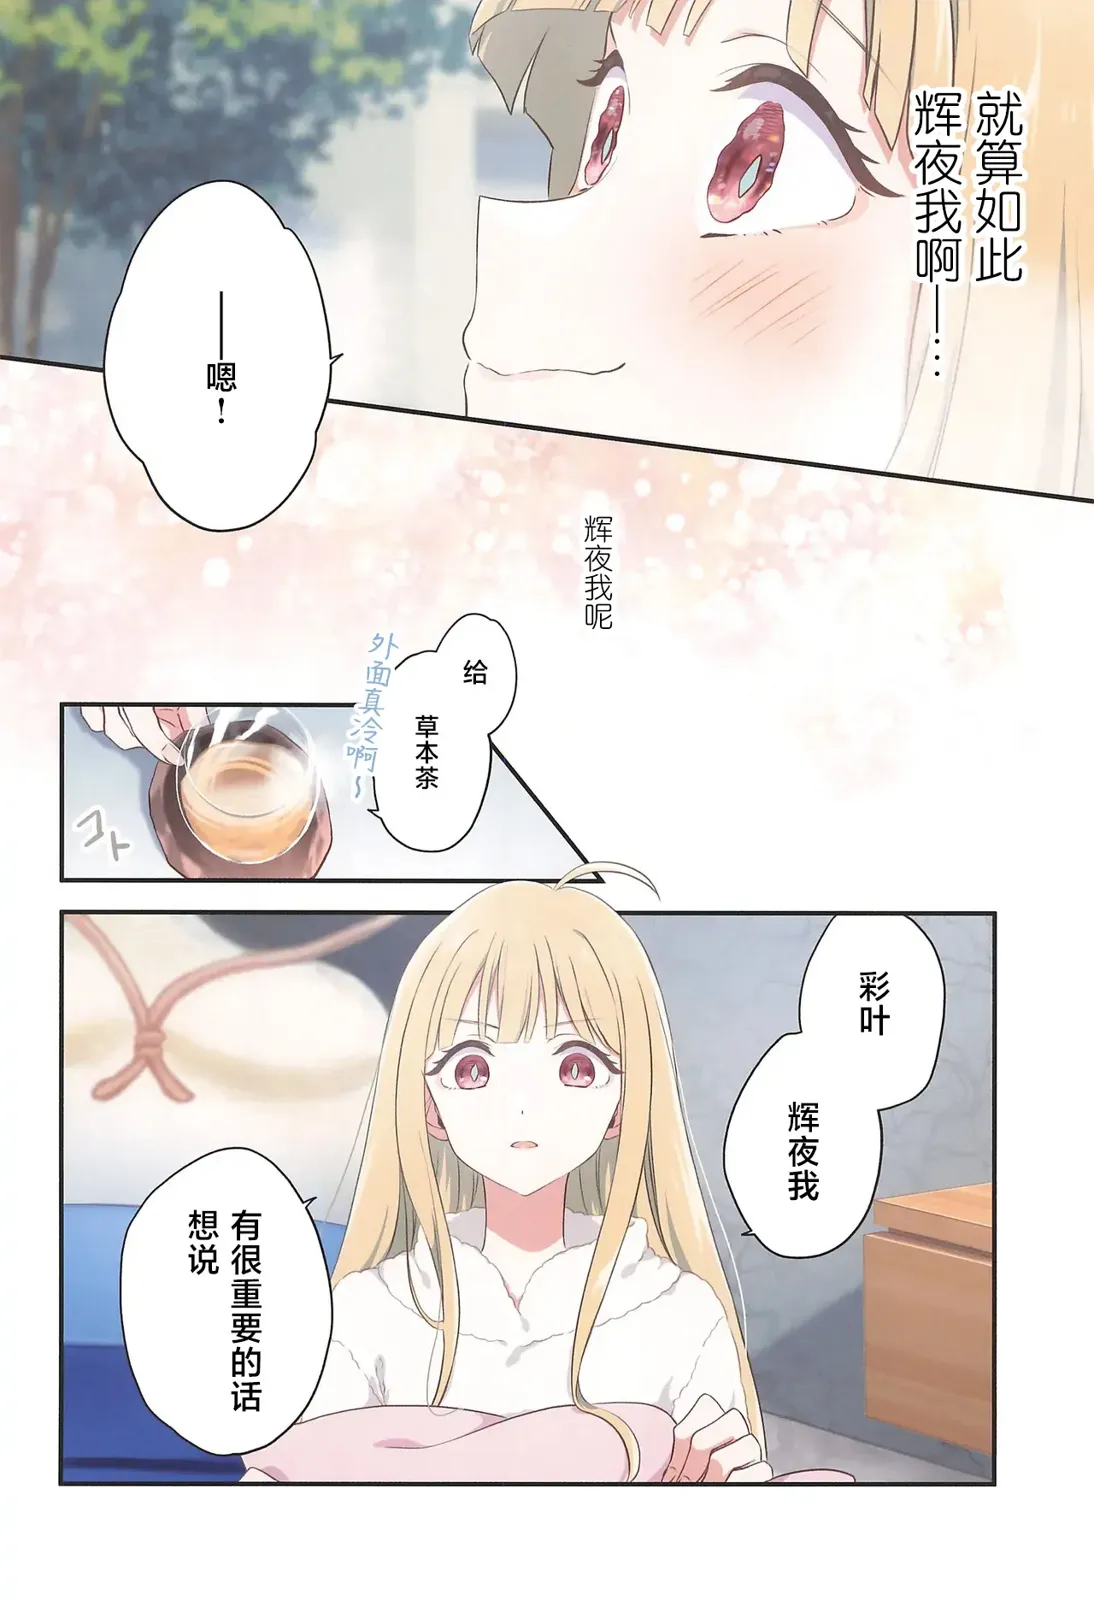 就算如此
辉夜我啊——…
——嗯！
辉夜我呢
给
草本茶
外面真冷啊～
コト
彩叶
辉夜我
有很重要的话
想说